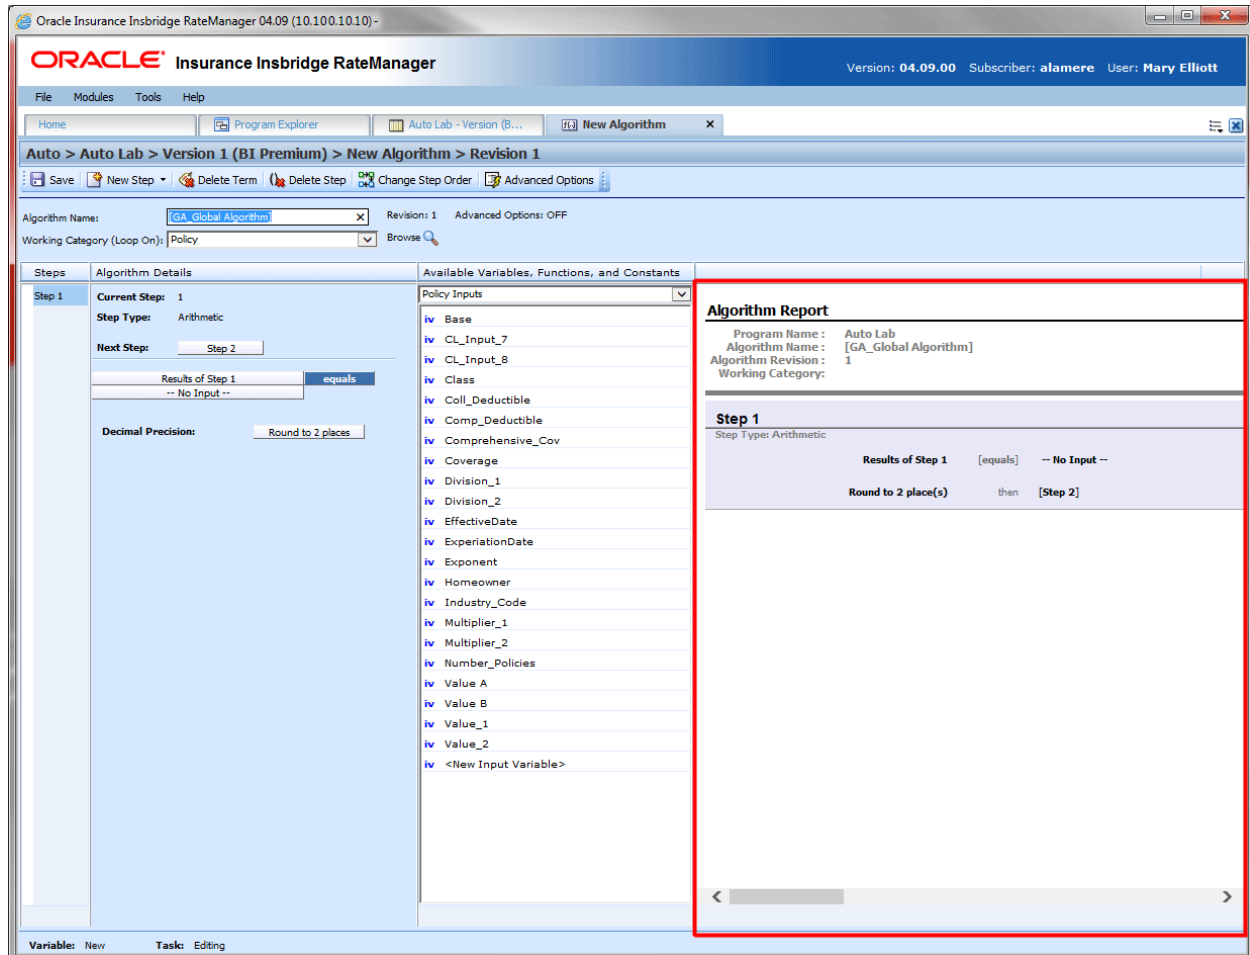 Oracle Insurance Insbridge RateManager 04.09 (10.100.10.10) -
ORACLE Insurance Insbridge RateManager
Version: 04.09.00 Subscriber: alamere User: Mary Elliott
File Modules Tools Help
Home Program Explorer Auto Lab - Version (B... New Algorithm
Auto > Auto Lab > Version 1 (BI Premium) > New Algorithm > Revision 1
Save New Step Delete Term Delete Step Change Step Order Advanced Options
Algorithm Name: [GA_Global Algorithm] Revision: 1 Advanced Options: OFF
Working Category (Loop On): Policy Browse
Steps Algorithm Details Available Variables, Functions, and Constants
Step 1
Current Step: 1
Step Type: Arithmetic
Next Step: Step 2
Results of Step 1 equals
-- No Input --
Decimal Precision: Round to 2 places
Policy Inputs
iv Base
iv CL_Input_7
iv CL_Input_8
iv Class
iv Coll_Deductible
iv Comp_Deductible
iv Comprehensive_Cov
iv Coverage
iv Division_1
iv Division_2
iv EffectiveDate
iv ExperiationDate
iv Exponent
iv Homeowner
iv Industry_Code
iv Multiplier_1
iv Multiplier_2
iv Number_Policies
iv Value A
iv Value B
iv Value_1
iv Value_2
iv <New Input Variable>
Algorithm Report
Program Name : Auto Lab
Algorithm Name : [GA_Global Algorithm]
Algorithm Revision : 1
Working Category:
Step 1
Step Type: Arithmetic
Results of Step 1 [equals] -- No Input --
Round to 2 place(s) then [Step 2]
Variable: New Task: Editing